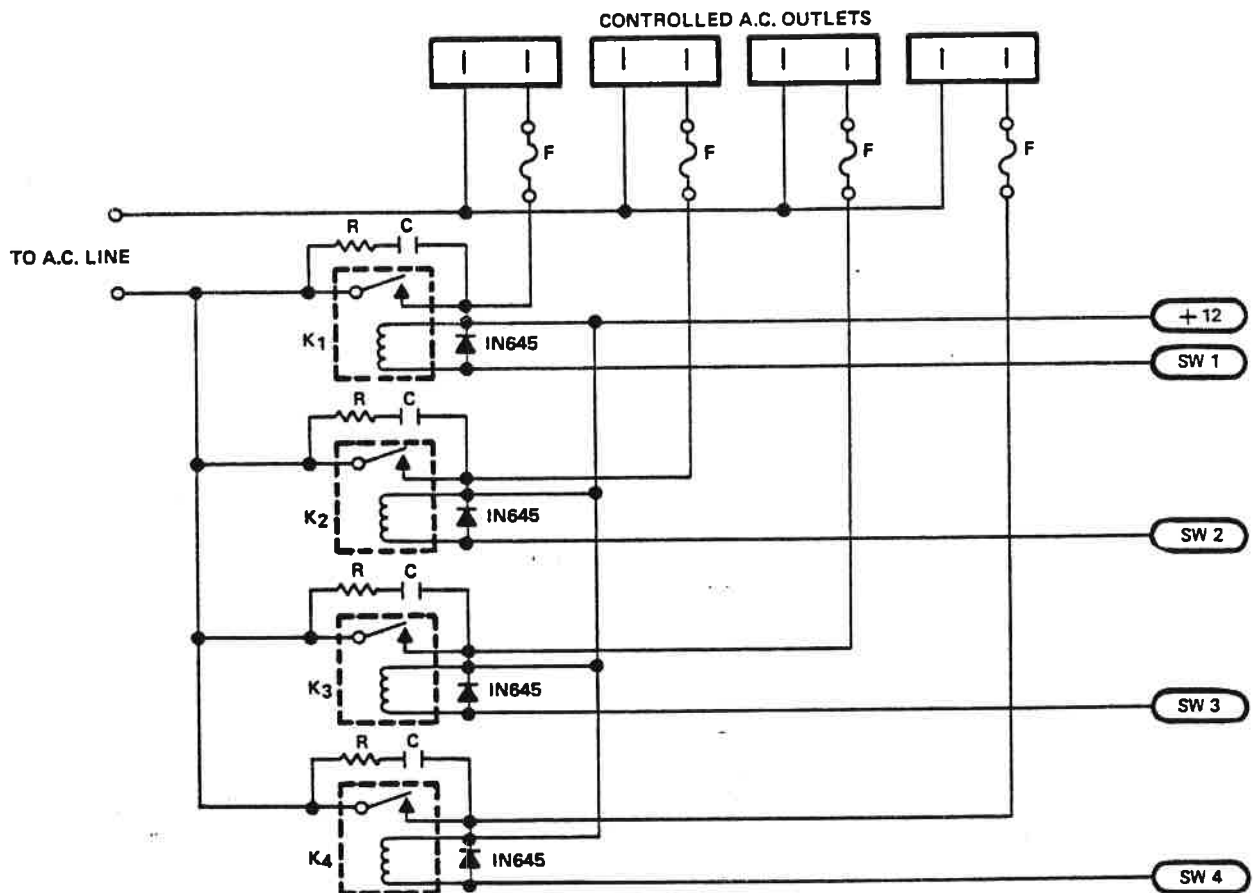 CONTROLLED A.C. OUTLETS
F
F
F
F
TO A.C. LINE
R C
K1
IN645
+ 12
SW 1
R C
K2
IN645
SW 2
R C
K3
IN645
SW 3
R C
K4
IN645
SW 4